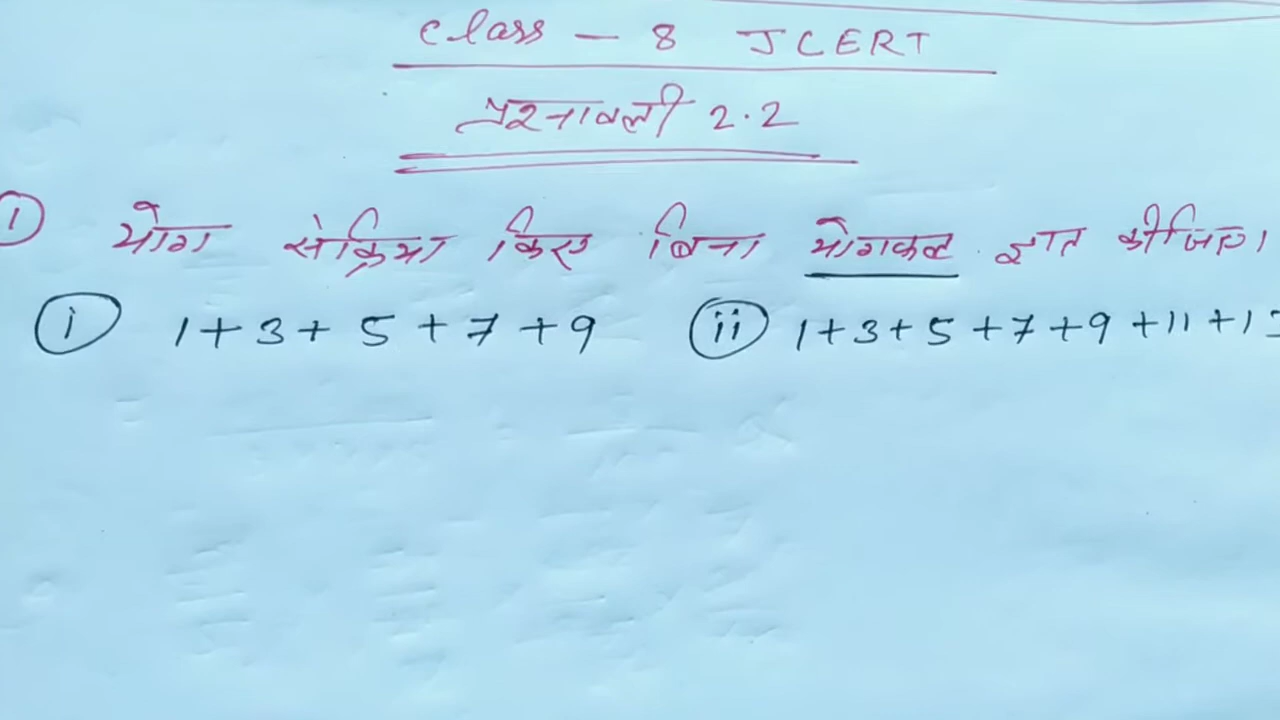 class - 8 JCERT
प्रश्नावली 2.2
① योग संक्रिया किए बिना योगफल ज्ञात कीजिए।
(i) 1+3+5+7+9 (ii) 1+3+5+7+9+11+1